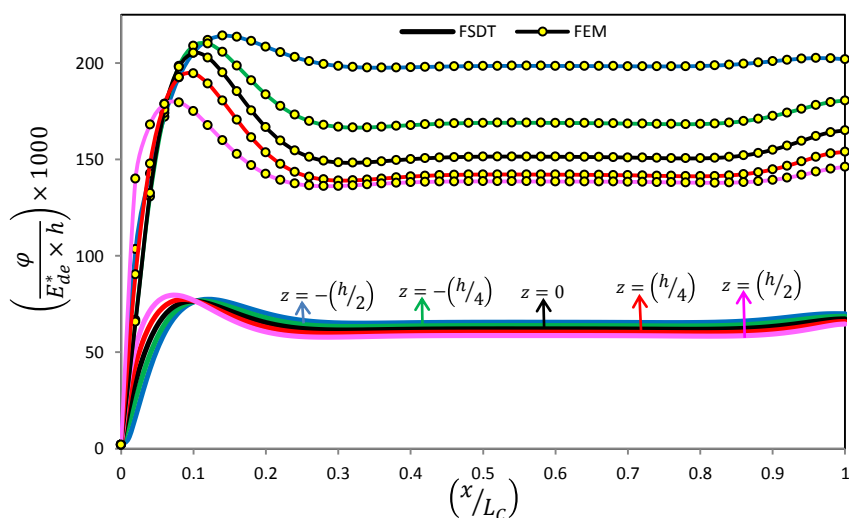 FSDT FEM
200
150
100
50
0
(φ / E*de × h) × 1000
z = −(h/2) z = −(h/4) z = 0 z = (h/4) z = (h/2)
0 0.1 0.2 0.3 0.4 0.5 0.6 0.7 0.8 0.9 1
(x/LC)